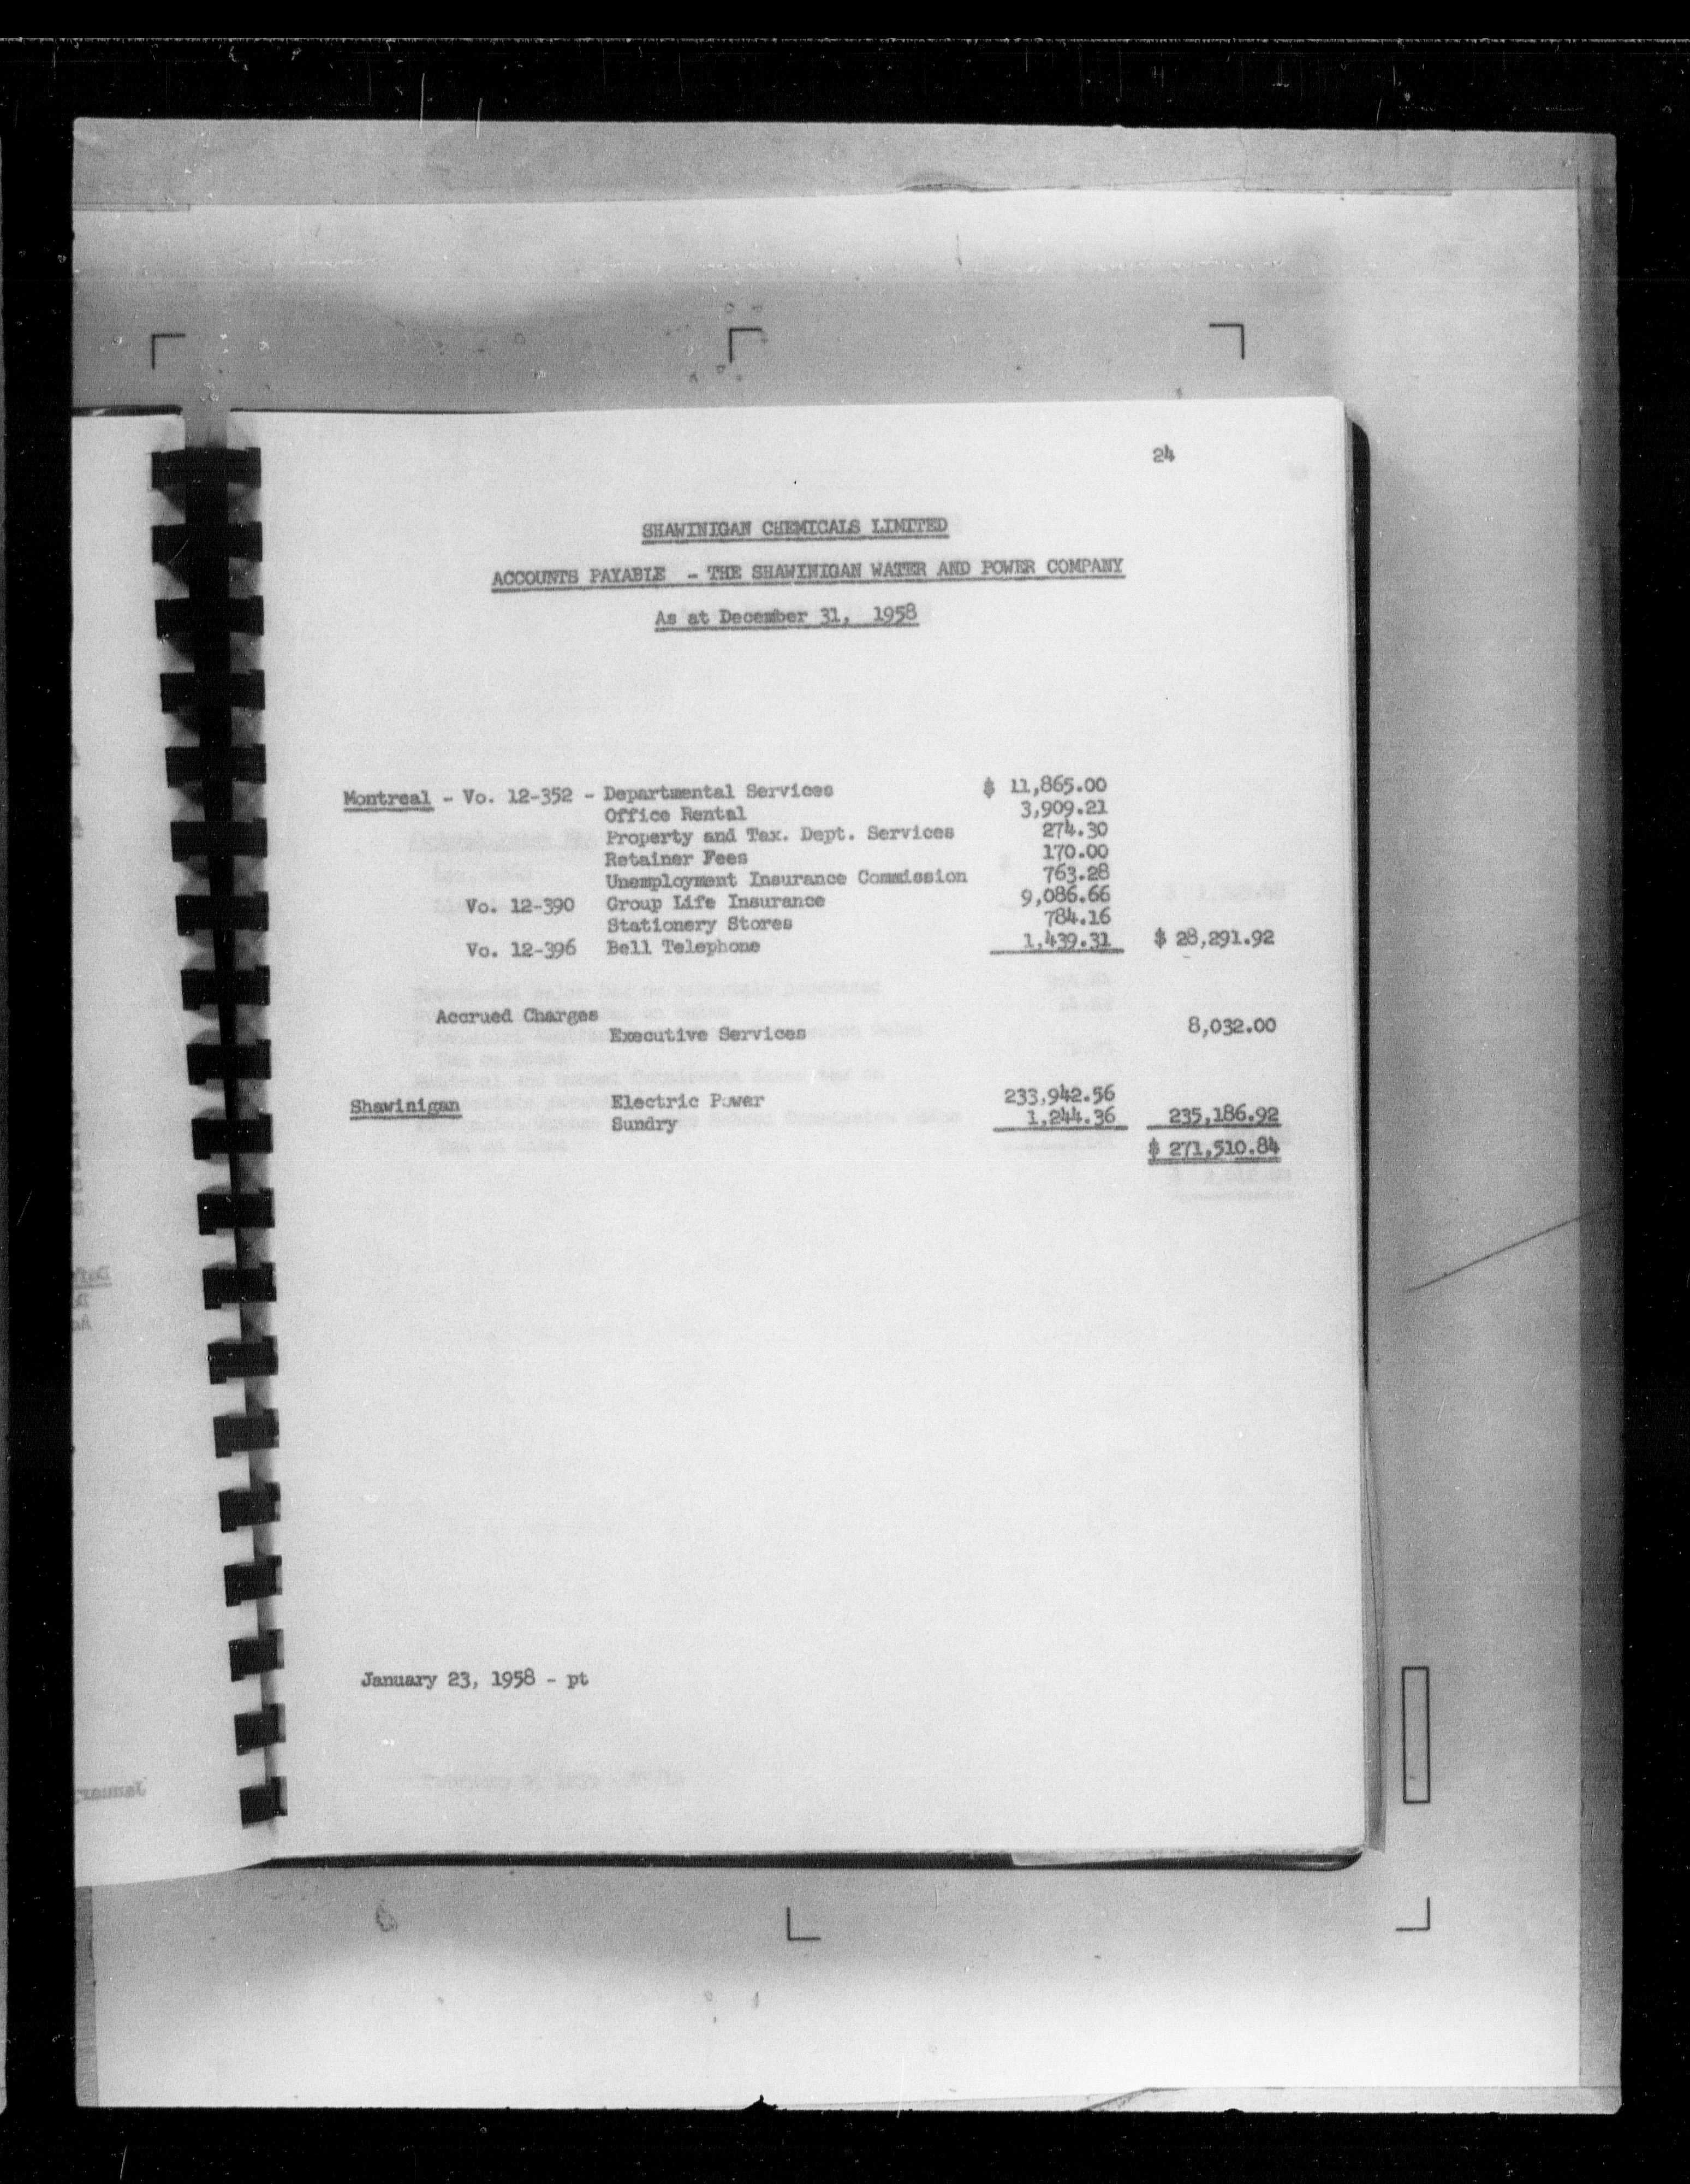 24
SHAWINIGAN CHEMICALS LIMITED
ACCOUNTS PAYABLE - THE SHAWINIGAN WATER AND POWER COMPANY
As at December 31, 1958
Montreal - Vo. 12-352 - Departmental Services $ 11,865.00
Office Rental 3,909.21
Property and Tax. Dept. Services 274.30
Retainer Fees 170.00
Unemployment Insurance Commission 763.28
Vo. 12-390 Group Life Insurance 9,086.66
Stationery Stores 784.16
Vo. 12-396 Bell Telephone 1,439.31 $ 28,291.92
Accrued Charges
Executive Services 8,032.00
Shawinigan Electric Power 233,942.56
Sundry 1,244.36 235,186.92
$ 271,510.84
January 23, 1958 - pt